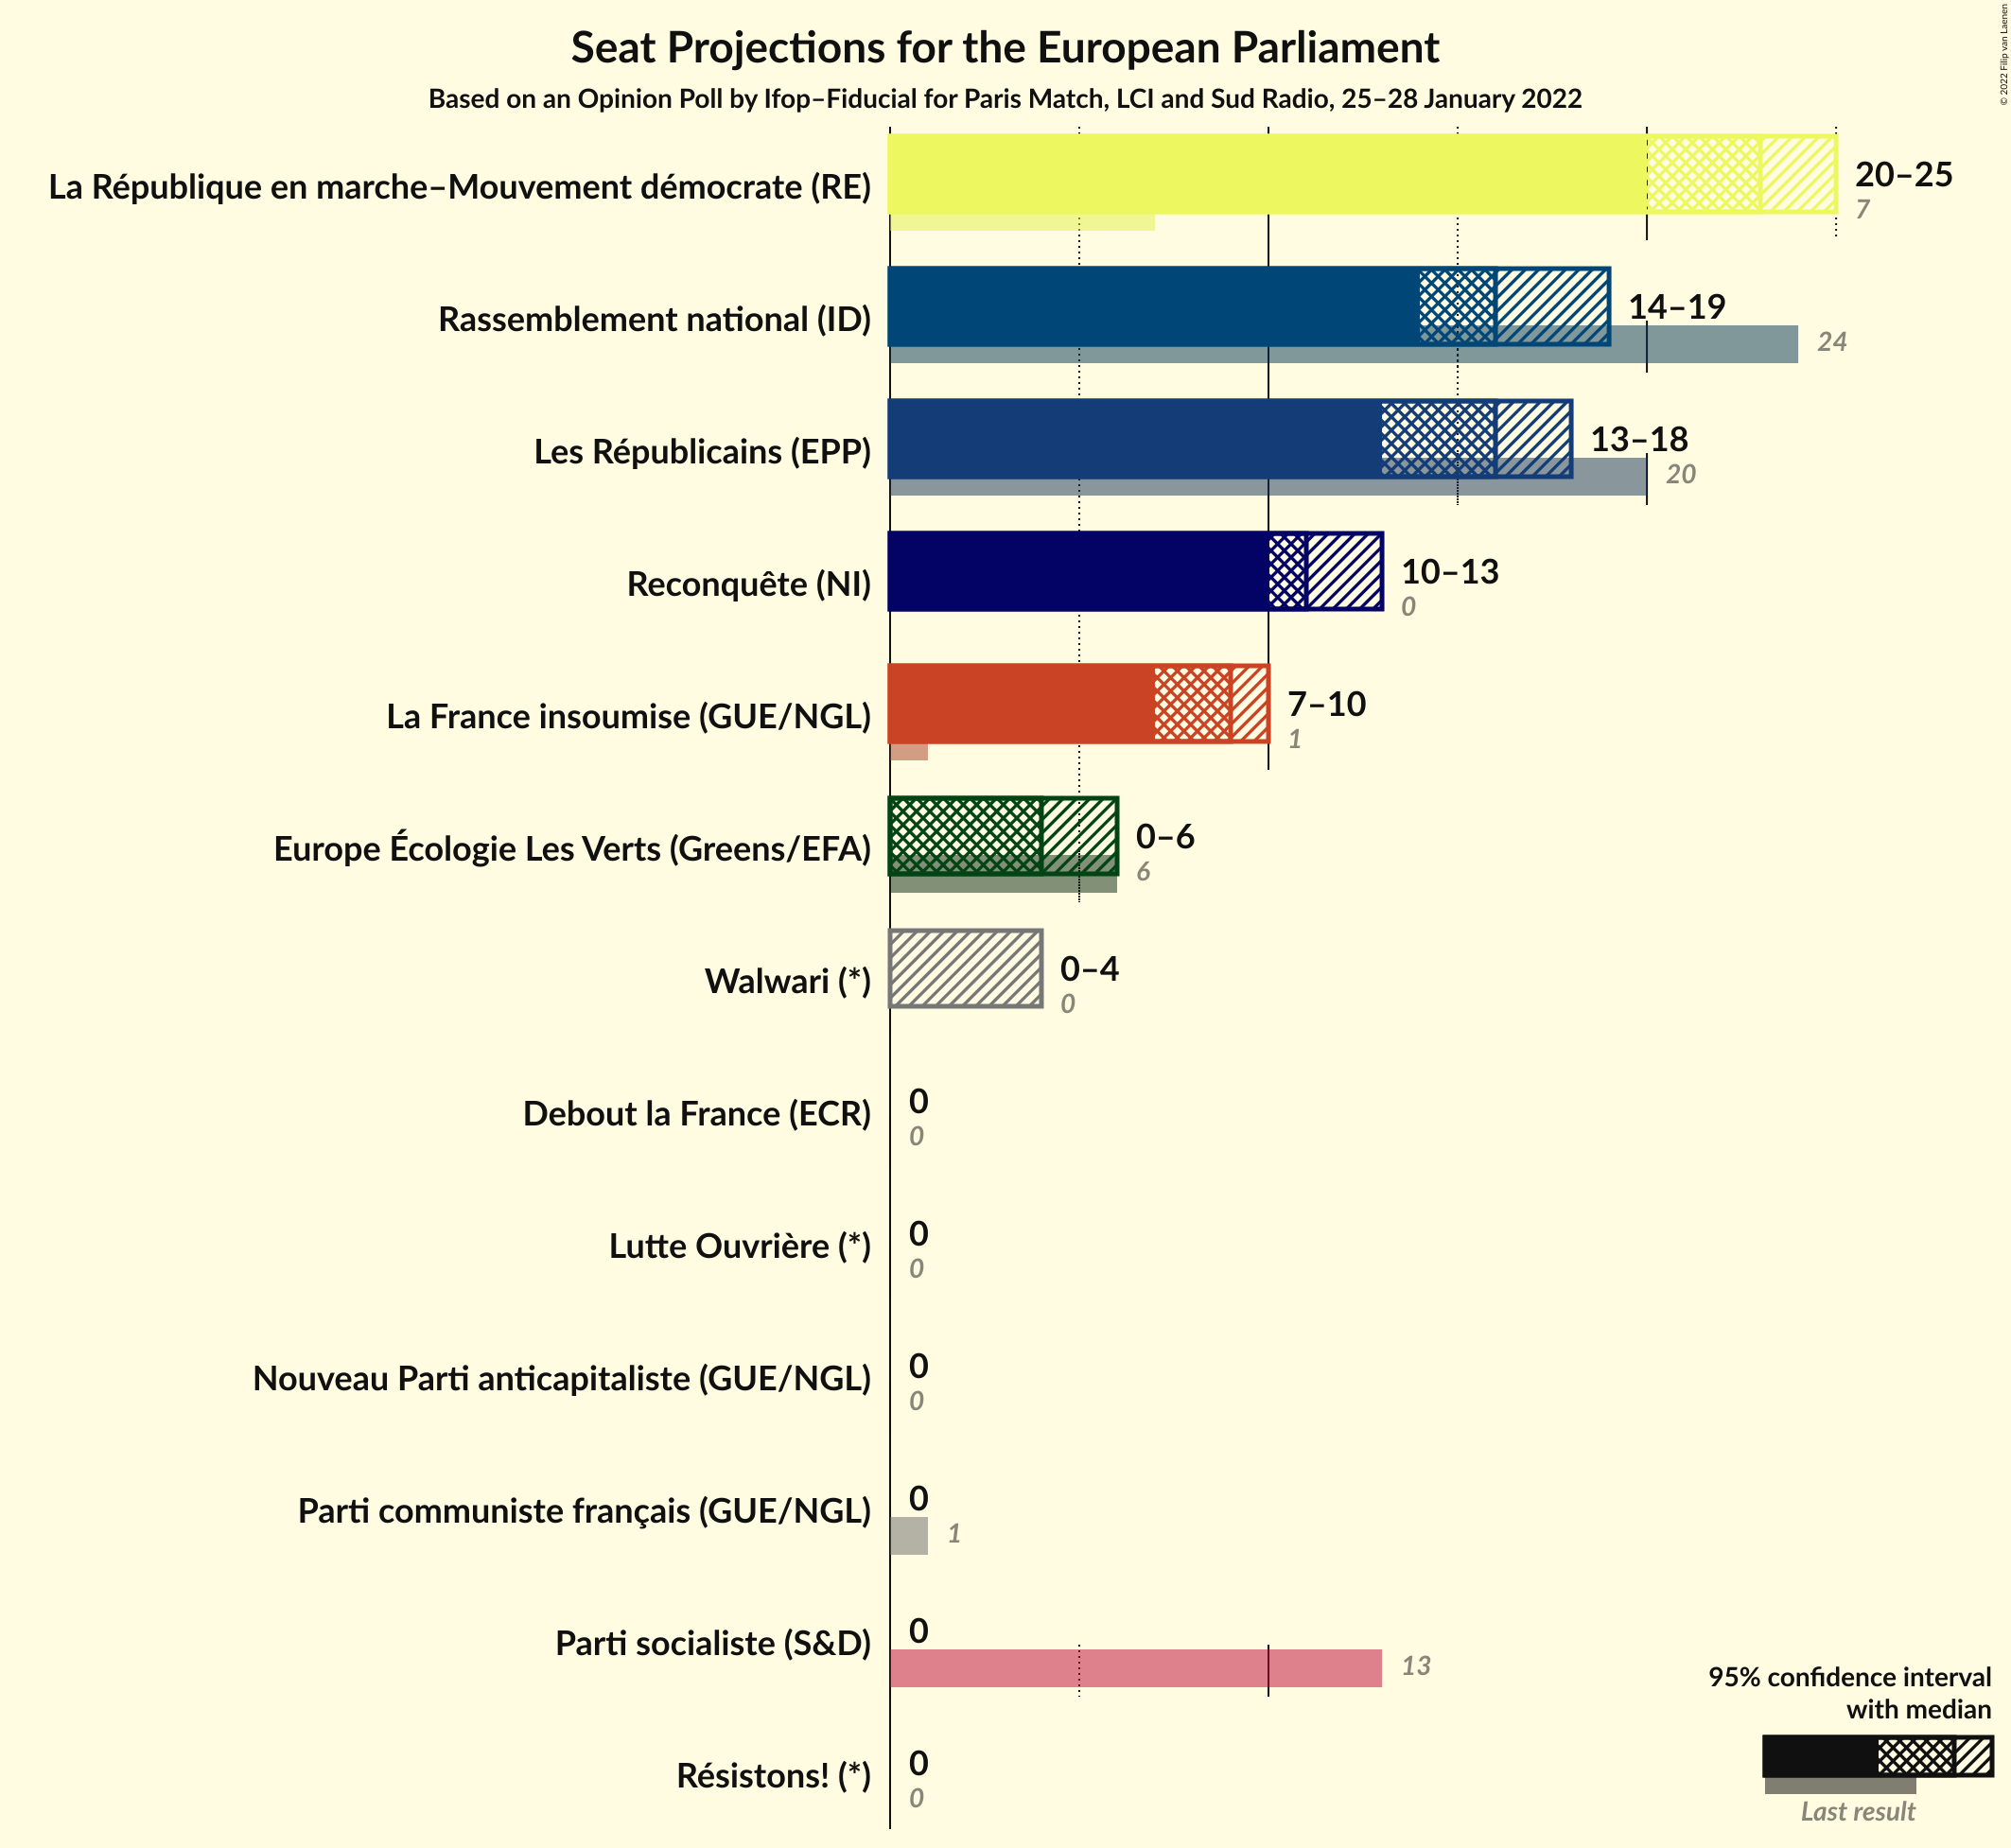 Seat Projections for the European Parliament
Based on an Opinion Poll by Ifop–Fiducial for Paris Match, LCI and Sud Radio, 25–28 January 2022
© 2022 Filip van Laenen
La République en marche–Mouvement démocrate (RE)
20–25
7
Rassemblement national (ID)
14–19
24
Les Républicains (EPP)
13–18
20
Reconquête (NI)
10–13
0
La France insoumise (GUE/NGL)
7–10
1
Europe Écologie Les Verts (Greens/EFA)
0–6
6
Walwari (*)
0–4
0
Debout la France (ECR)
0
0
Lutte Ouvrière (*)
0
0
Nouveau Parti anticapitaliste (GUE/NGL)
0
0
Parti communiste français (GUE/NGL)
0
1
Parti socialiste (S&D)
0
13
Résistons! (*)
0
0
95% confidence interval
with median
Last result